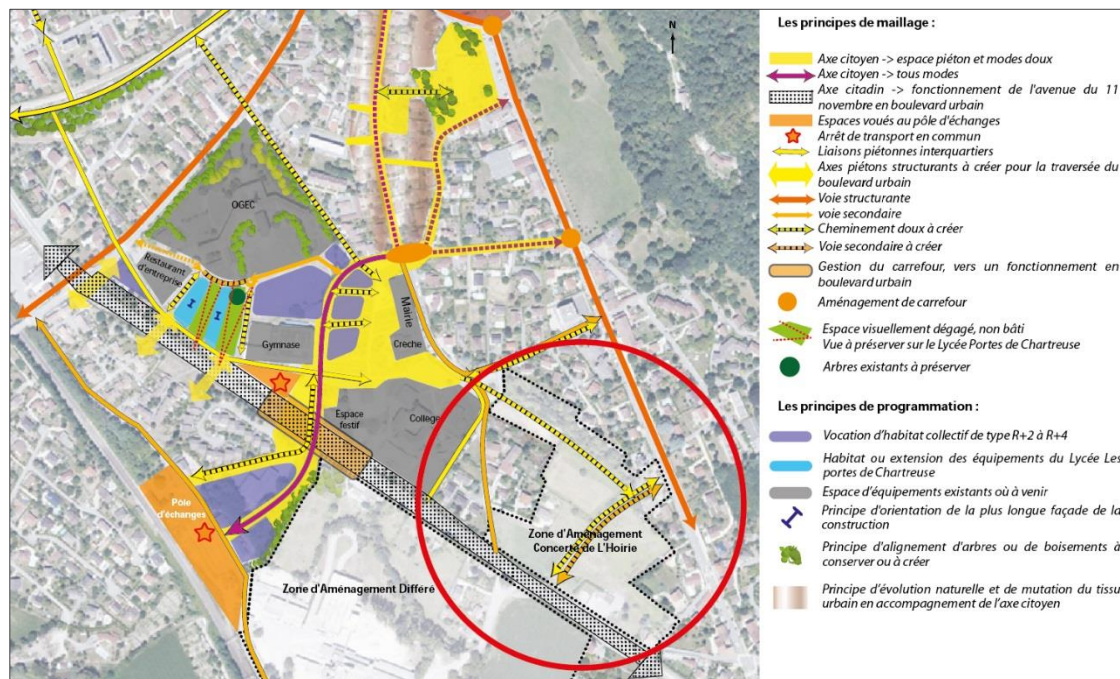 N
OGEC
Restaurant
d'entreprise
Gymnase
Mairie
Creche
Espace
festif
College
Pôle
d'échanges
Zone d'Aménagement
Concerté de L'Hoirie
Zone d'Aménagement Différé
Les principes de maillage :
Axe citoyen -> espace piéton et modes doux
Axe citoyen -> tous modes
Axe citadin -> fonctionnement de l'avenue du 11
novembre en boulevard urbain
Espaces voués au pôle d'échanges
Arrêt de transport en commun
Liaisons piétonnes interquartiers
Axes piétons structurants à créer pour la traversée du
boulevard urbain
Voie structurante
voie secondaire
Cheminement doux à créer
Voie secondaire à créer
Gestion du carrefour, vers un fonctionnement en
boulevard urbain
Aménagement de carrefour
Espace visuellement dégagé, non bâti
Vue à préserver sur le Lycée Portes de Chartreuse
Arbres existants à préserver
Les principes de programmation :
Vocation d'habitat collectif de type R+2 à R+4
Habitat ou extension des équipements du Lycée Les
portes de Chartreuse
Espace d'équipements existants où à venir
Principe d'orientation de la plus longue façade de la
construction
Principe d'alignement d'arbres ou de boisements à
conserver ou à créer
Principe d'évolution naturelle et de mutation du tissu
urbain en accompagnement de l'axe citoyen